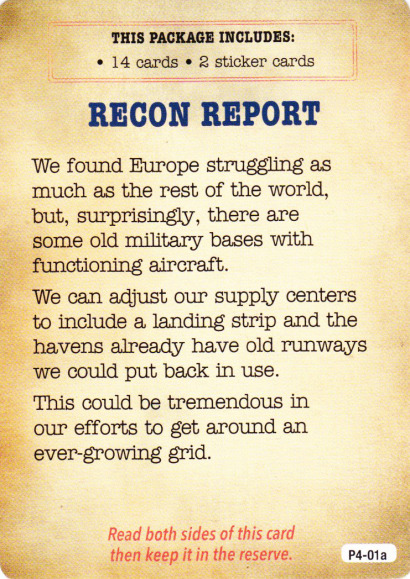 THIS PACKAGE INCLUDES:
• 14 cards • 2 sticker cards
RECON REPORT
We found Europe struggling as
much as the rest of the world,
but, surprisingly, there are
some old military bases with
functioning aircraft.
We can adjust our supply centers
to include a landing strip and the
havens already have old runways
we could put back in use.
This could be tremendous in
our efforts to get around an
ever-growing grid.
Read both sides of this card
then keep it in the reserve.
P4-01a